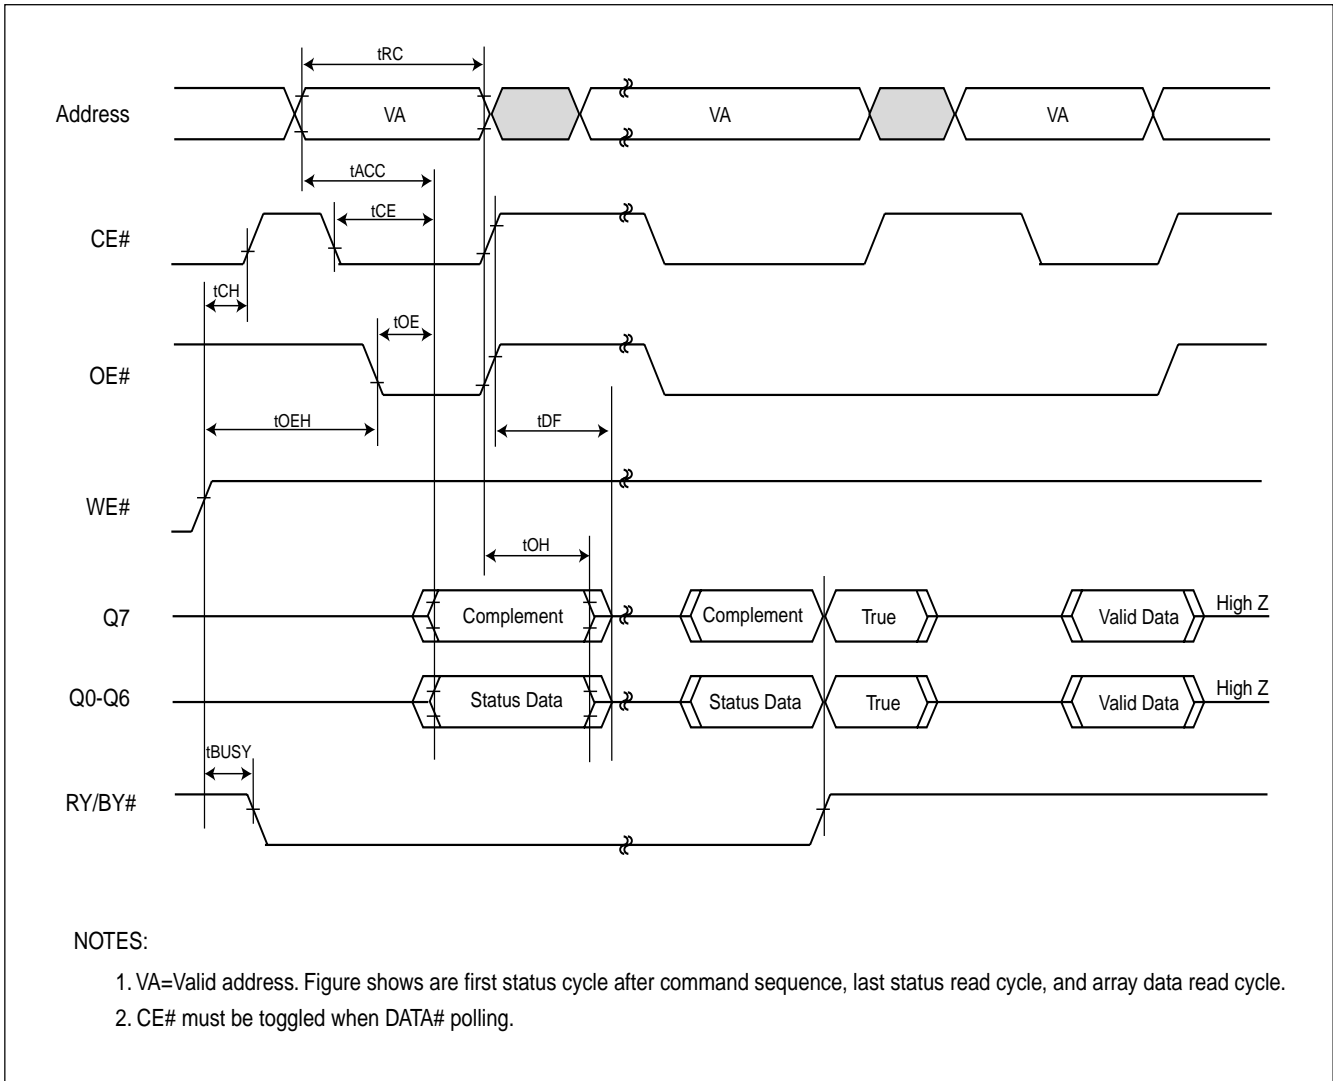 tRC
Address VA VA VA
tACC
tCE
CE#
tCH
tOE
OE#
tOEH tDF
WE#
tOH
Q7 Complement Complement True Valid Data High Z
Q0-Q6 Status Data Status Data True Valid Data High Z
tBUSY
RY/BY#
NOTES:
1. VA=Valid address. Figure shows are first status cycle after command sequence, last status read cycle, and array data read cycle.
2. CE# must be toggled when DATA# polling.